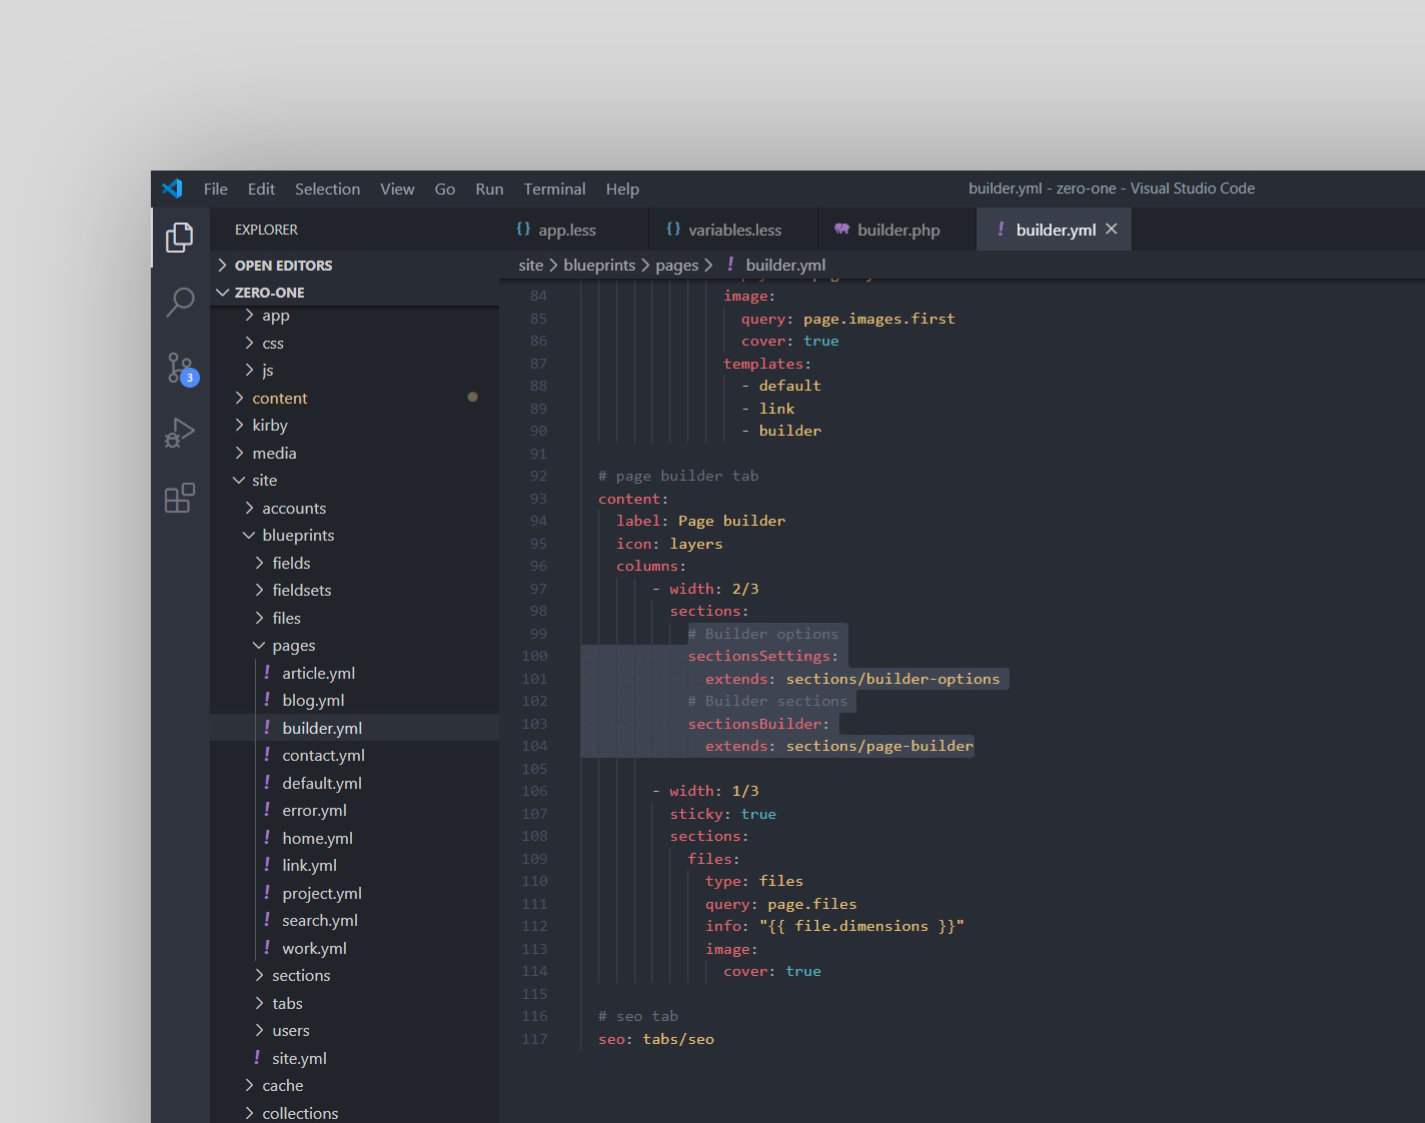 File Edit Selection View Go Run Terminal Help
builder.yml - zero-one - Visual Studio Code
EXPLORER
OPEN EDITORS
ZERO-ONE
app
css
js
content
kirby
media
site
accounts
blueprints
fields
fieldsets
files
pages
article.yml
blog.yml
builder.yml
contact.yml
default.yml
error.yml
home.yml
link.yml
project.yml
search.yml
work.yml
sections
tabs
users
site.yml
cache
collections
3
{} app.less {} variables.less builder.php ! builder.yml ×
site > blueprints > pages > ! builder.yml
84 image:
85 query: page.images.first
86 cover: true
87 templates:
88 - default
89 - link
90 - builder
91
92 # page builder tab
93 content:
94 label: Page builder
95 icon: layers
96 columns:
97 - width: 2/3
98 sections:
99 # Builder options
100 sectionsSettings:
101 extends: sections/builder-options
102 # Builder sections
103 sectionsBuilder:
104 extends: sections/page-builder
105
106 - width: 1/3
107 sticky: true
108 sections:
109 files:
110 type: files
111 query: page.files
112 info: "{{ file.dimensions }}"
113 image:
114 cover: true
115
116 # seo tab
117 seo: tabs/seo